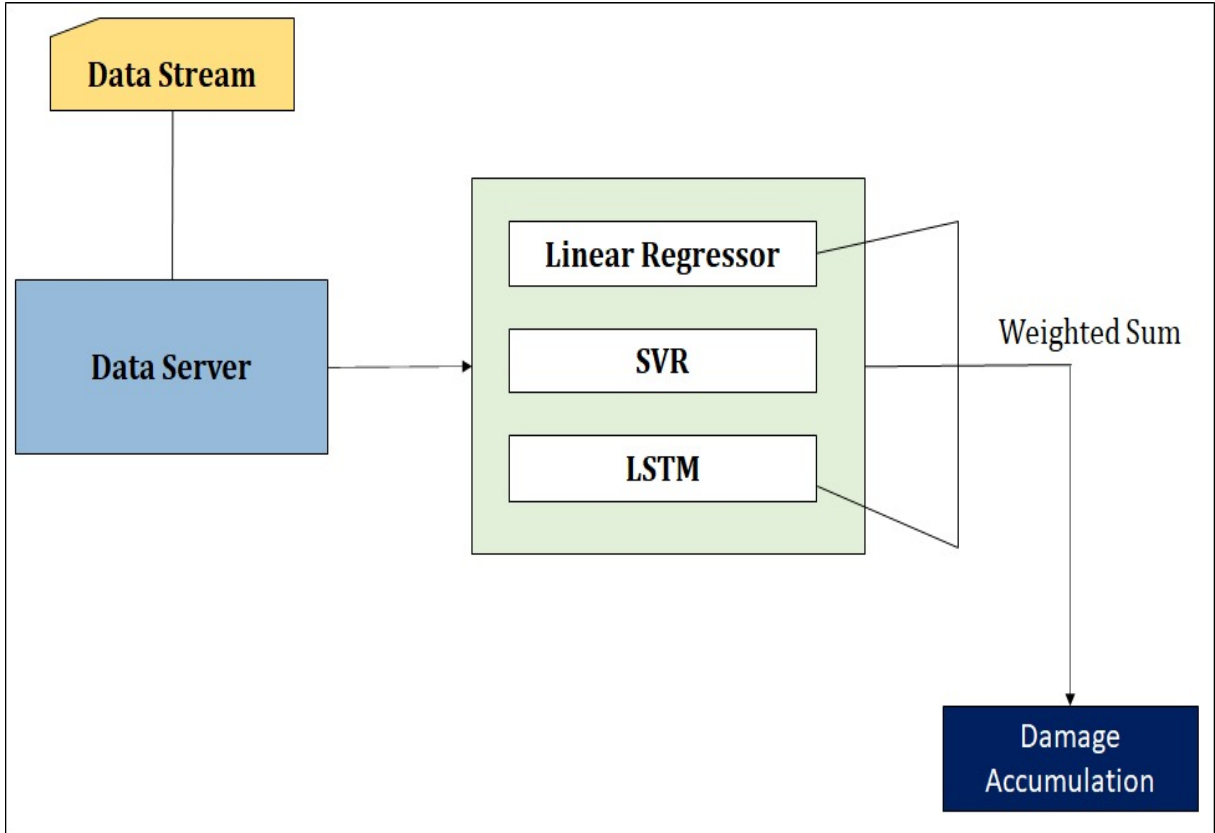 Data Stream
Data Server
Linear Regressor
SVR
LSTM
Weighted Sum
Damage
Accumulation